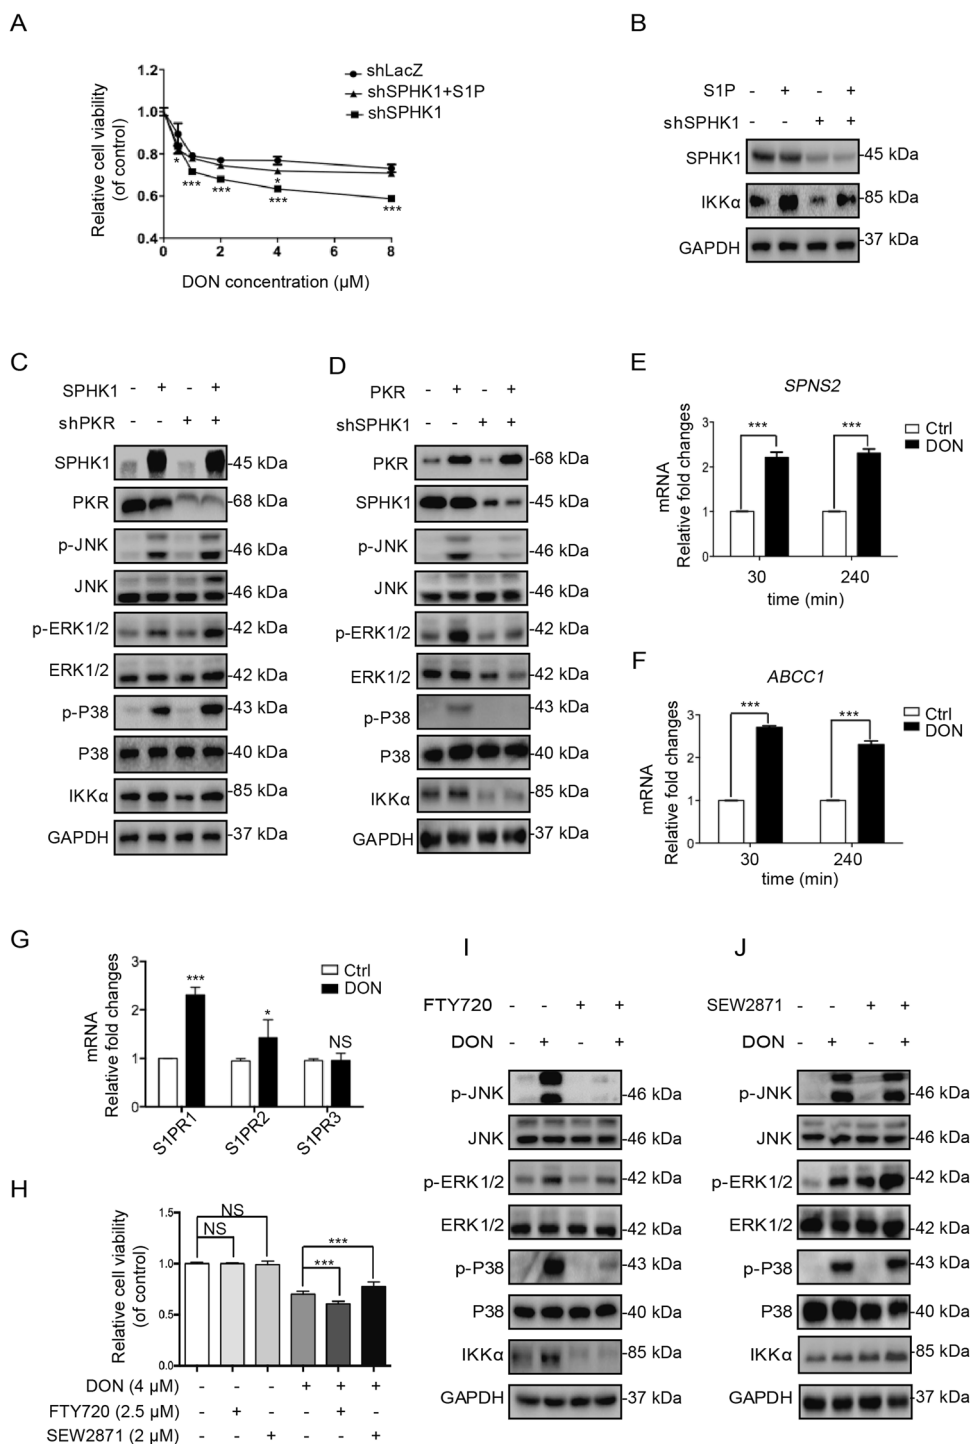 A
1.2
1.0
0.8
0.6
0.4
0
2
4
6
8
Relative cell viability
(of control)
DON concentration (µM)
shLacZ
shSPHK1+S1P
shSPHK1
*
***
***
*
***
***
B
S1P - + - +
shSPHK1 - - + +
SPHK1 -45 kDa
IKKα -85 kDa
GAPDH -37 kDa
C
SPHK1 - + - +
shPKR - - + +
SPHK1 -45 kDa
PKR -68 kDa
p-JNK -46 kDa
JNK -46 kDa
p-ERK1/2 -42 kDa
ERK1/2 -42 kDa
p-P38 -43 kDa
P38 -40 kDa
IKKα -85 kDa
GAPDH -37 kDa
D
PKR - + - +
shSPHK1 - - + +
PKR -68 kDa
SPHK1 -45 kDa
p-JNK -46 kDa
JNK -46 kDa
p-ERK1/2 -42 kDa
ERK1/2 -42 kDa
p-P38 -43 kDa
P38 -40 kDa
IKKα -85 kDa
GAPDH -37 kDa
E
SPNS2
3
2
1
0
mRNA
Relative fold changes
***
***
Ctrl
DON
30 240
time (min)
F
ABCC1
3
2
1
0
mRNA
Relative fold changes
***
***
Ctrl
DON
30 240
time (min)
G
3
2
1
0
mRNA
Relative fold changes
***
*
NS
Ctrl
DON
S1PR1 S1PR2 S1PR3
H
1.5
1.0
0.5
0.0
Relative cell viability
(of control)
NS
NS
***
***
DON (4 µM) - - - + + +
FTY720 (2.5 µM) - + - - + -
SEW2871 (2 µM) - - + - - +
I
FTY720 - - + +
DON - + - +
p-JNK -46 kDa
JNK -46 kDa
p-ERK1/2 -42 kDa
ERK1/2 -42 kDa
p-P38 -43 kDa
P38 -40 kDa
IKKα -85 kDa
GAPDH -37 kDa
J
SEW2871 - - + +
DON - + - +
p-JNK -46 kDa
JNK -46 kDa
p-ERK1/2 -42 kDa
ERK1/2 -42 kDa
p-P38 -43 kDa
P38 -40 kDa
IKKα -85 kDa
GAPDH -37 kDa